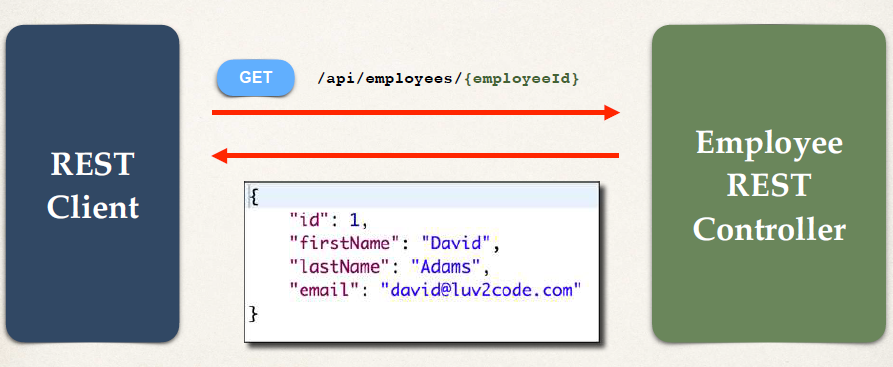 REST
Client
GET
/api/employees/{employeeId}
{
"id": 1,
"firstName": "David",
"lastName": "Adams",
"email": "david@luv2code.com"
}
Employee
REST
Controller